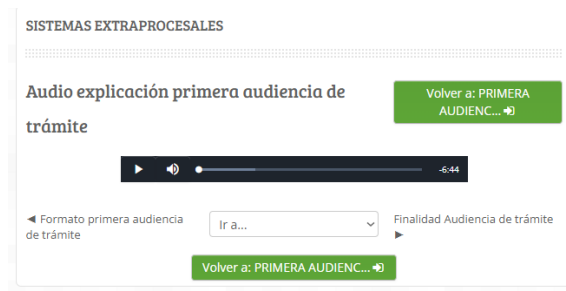 SISTEMAS EXTRAPROCESALES
Audio explicación primera audiencia de
trámite
Volver a: PRIMERA
AUDIENC...
-6:44
◄ Formato primera audiencia
de trámite
Ir a...
Finalidad Audiencia de trámite
►
Volver a: PRIMERA AUDIENC...